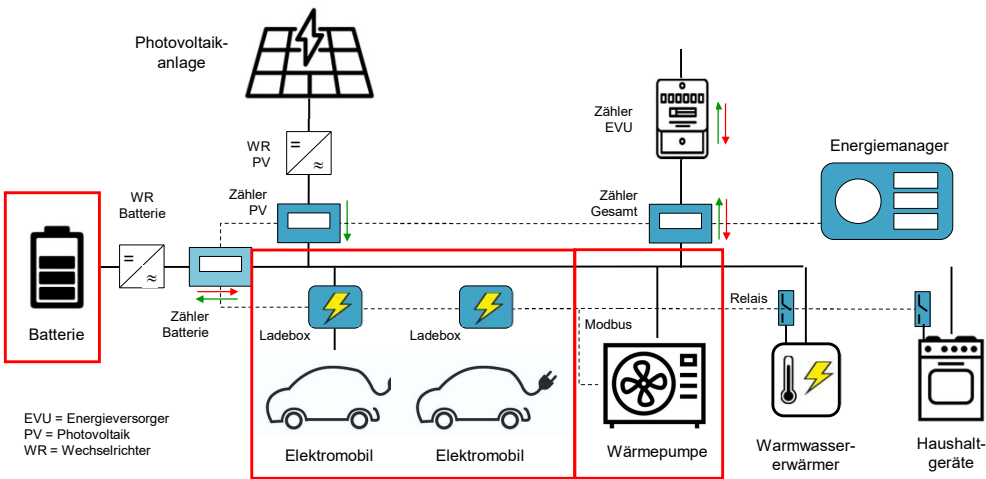 Photovoltaik-
anlage
Zähler
EVU
Energiemanager
WR
PV
WR
Batterie
Zähler
PV
Zähler
Gesamt
Batterie
Zähler
Batterie
Ladebox
Ladebox
Modbus
Relais
Elektromobil
Elektromobil
Wärmepumpe
Warmwasser-
erwärmer
Haushalt-
geräte
EVU = Energieversorger
PV = Photovoltaik
WR = Wechselrichter